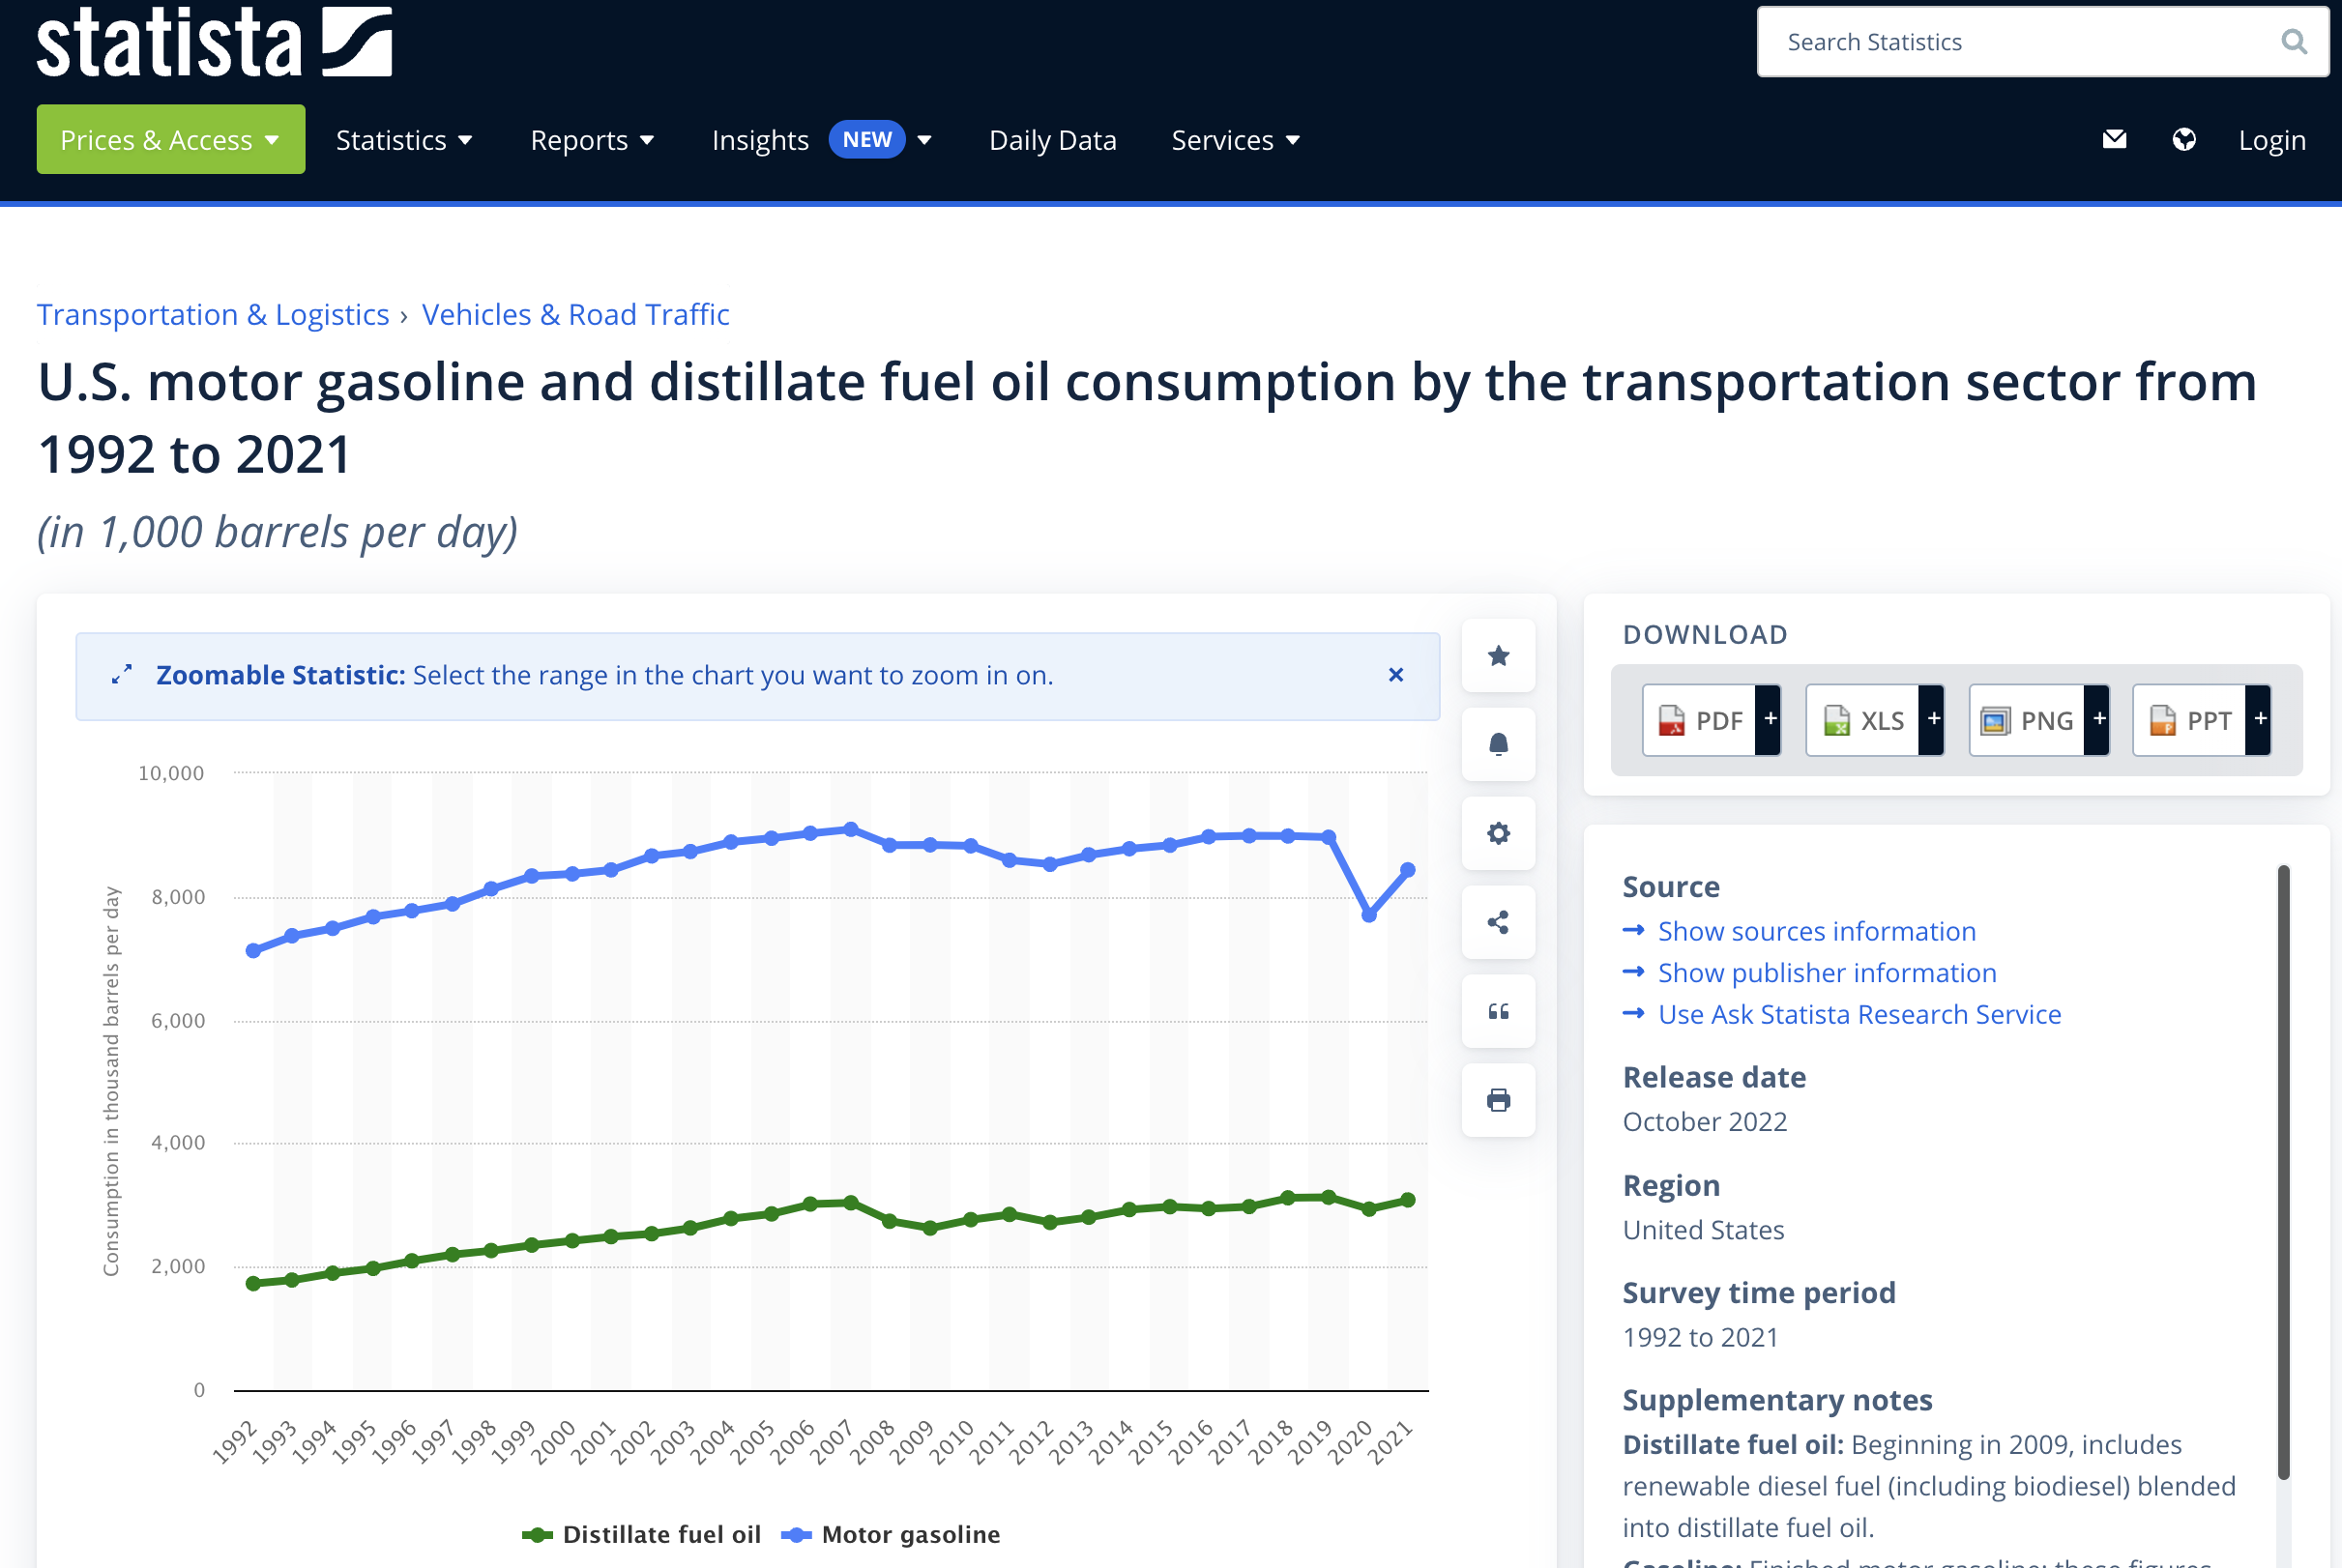 statista
Search Statistics
Prices & Access
Statistics
Reports
Insights NEW
Daily Data
Services
Login
Transportation & Logistics › Vehicles & Road Traffic
U.S. motor gasoline and distillate fuel oil consumption by the transportation sector from
1992 to 2021
(in 1,000 barrels per day)
Zoomable Statistic: Select the range in the chart you want to zoom in on. ×
Consumption in thousand barrels per day
10,000
8,000
6,000
4,000
2,000
0
1992
1993
1994
1995
1996
1997
1998
1999
2000
2001
2002
2003
2004
2005
2006
2007
2008
2009
2010
2011
2012
2013
2014
2015
2016
2017
2018
2019
2020
2021
Distillate fuel oil
Motor gasoline
DOWNLOAD
PDF +
XLS +
PNG +
PPT +
Source
→ Show sources information
→ Show publisher information
→ Use Ask Statista Research Service
Release date
October 2022
Region
United States
Survey time period
1992 to 2021
Supplementary notes
Distillate fuel oil: Beginning in 2009, includes
renewable diesel fuel (including biodiesel) blended
into distillate fuel oil.
Gasoline: Finished motor gasoline; these figures